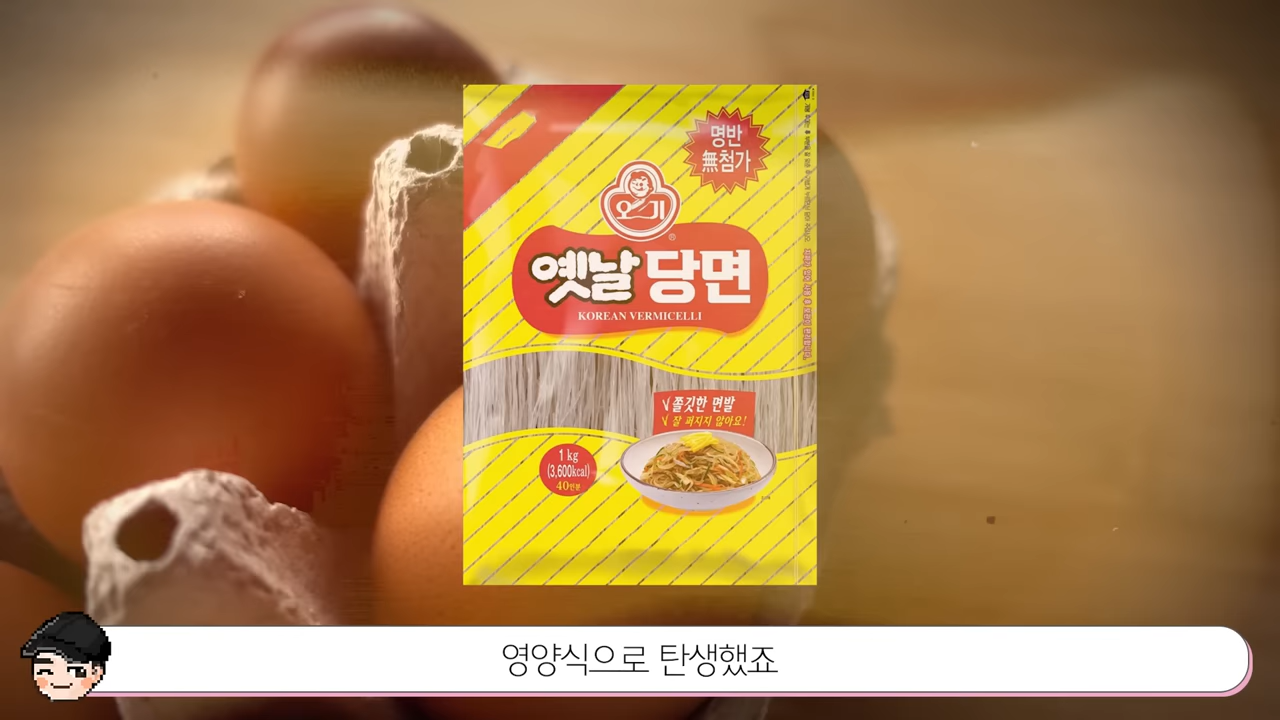 명반
無첨가
오기
옛날 당면
KOREAN VERMICELLI
√ 쫄깃한 면발
√ 잘 퍼지지 않아요!
1 kg
(3,600kcal)
40인분
영양식으로 탄생했죠